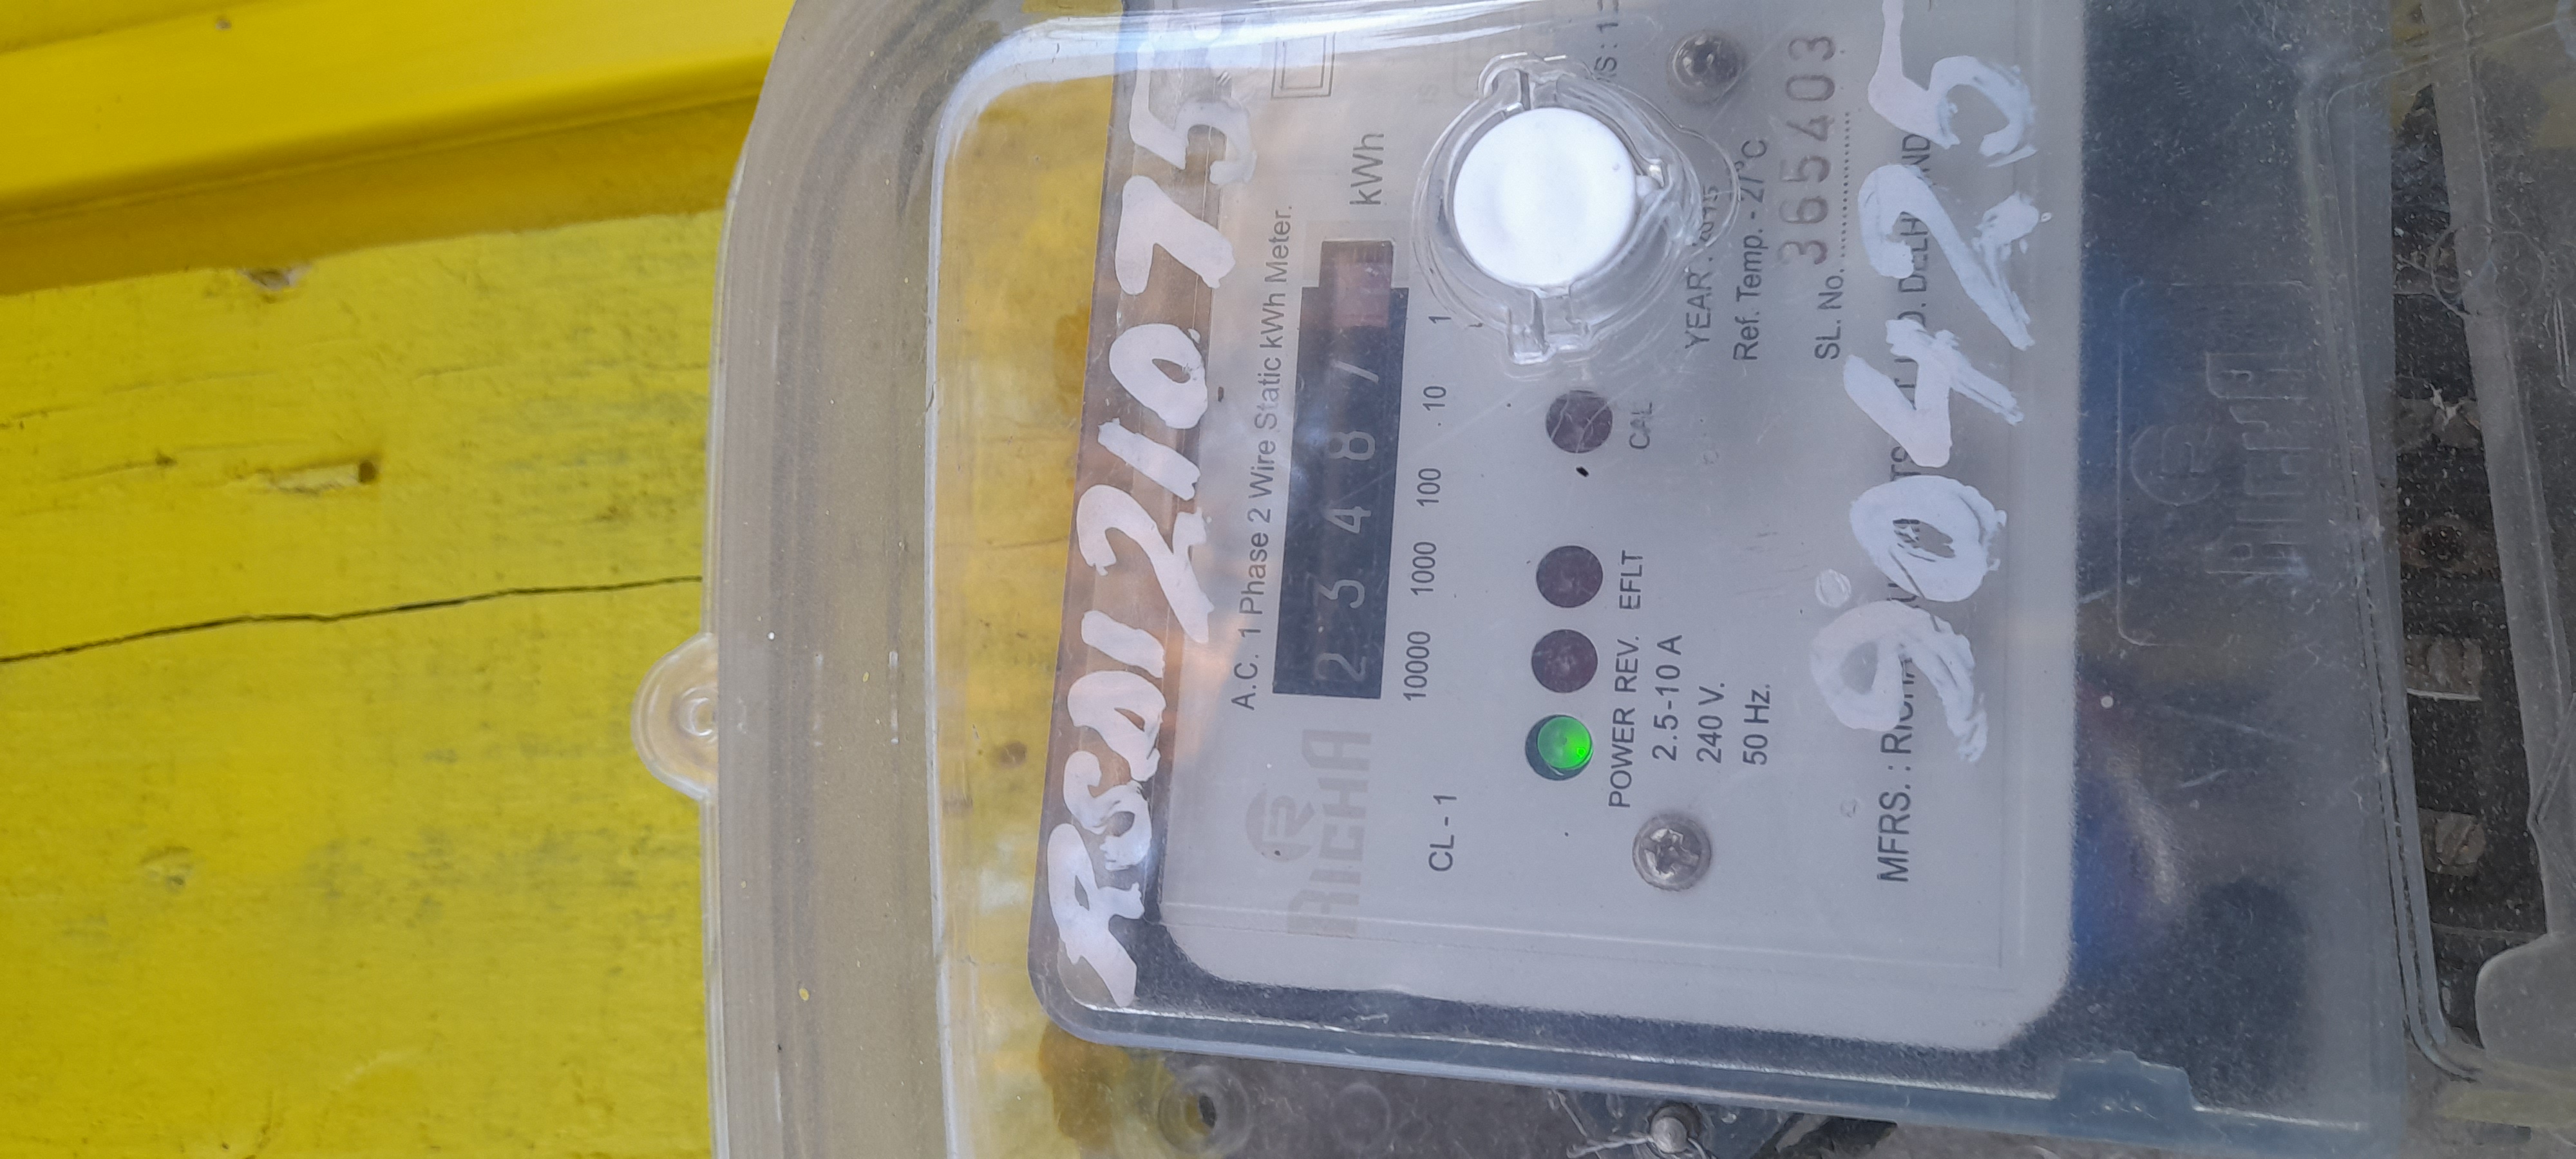 RSD121075
A.C. 1 Phase 2 Wire Static kWh Meter.
RICHA
2 3 4 8 7
kWh
10000 1000 100 10 1
CL - 1
POWER REV. EFLT CAL
2.5-10 A
240 V.
50 Hz.
YEAR
Ref. Temp. - 27°C
SL. No. 365403
MFRS. :
90425